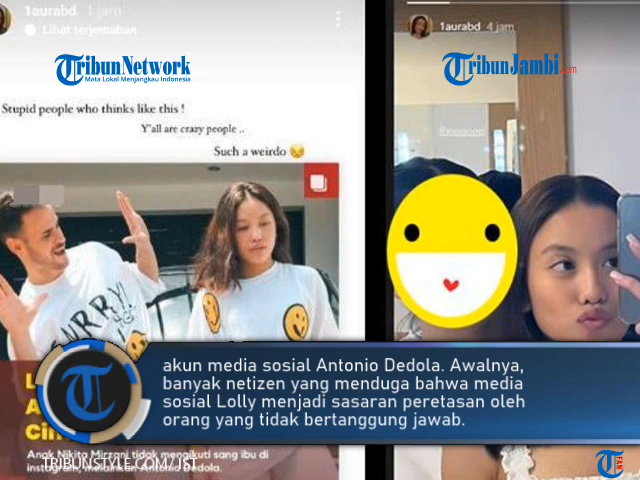 1aurabd 1 jam
Lihat terjemahan
TribunNetwork
Mata Lokal Menjangkau Indonesia
Stupid people who thinks like this !
Y'all are crazy people ..
Such a weirdo
1aurabd 4 jam
TribunJambi.com
akun media sosial Antonio Dedola. Awalnya,
banyak netizen yang menduga bahwa media
sosial Lolly menjadi sasaran peretasan oleh
orang yang tidak bertanggung jawab.
Anak Nikita Mirzani tidak mengikuti sang ibu di
instagram, melainkan Antonio Dedola.
TRIBUNSTYLE.COM/IST
FAN